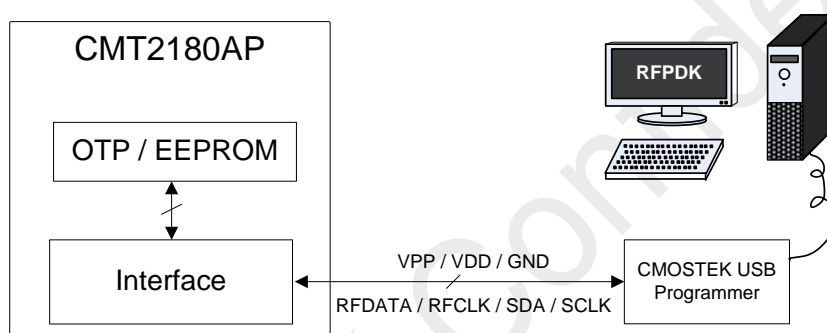 CMT2180AP
RFPDK
OTP / EEPROM
Interface
VPP / VDD / GND
RFDATA / RFCLK / SDA / SCLK
CMOSTEK USB
Programmer